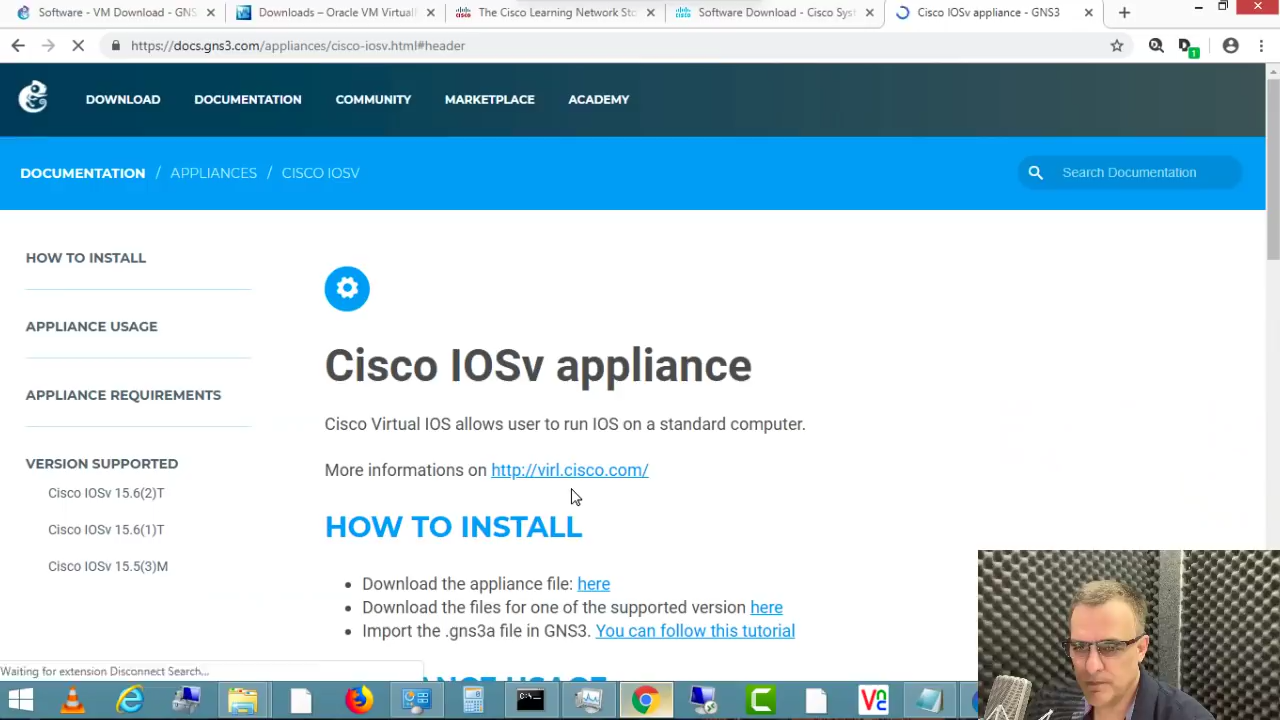 Software - VM Download - GNS
Downloads – Oracle VM Virtuall
The Cisco Learning Network Sto
Software Download - Cisco Syst
Cisco IOSv appliance - GNS3
https://docs.gns3.com/appliances/cisco-iosv.html#header
1
DOWNLOAD
DOCUMENTATION
COMMUNITY
MARKETPLACE
ACADEMY
DOCUMENTATION / APPLIANCES / CISCO IOSV
Search Documentation
HOW TO INSTALL
APPLIANCE USAGE
APPLIANCE REQUIREMENTS
VERSION SUPPORTED
Cisco IOSv 15.6(2)T
Cisco IOSv 15.6(1)T
Cisco IOSv 15.5(3)M
Cisco IOSv appliance
Cisco Virtual IOS allows user to run IOS on a standard computer.
More informations on http://virl.cisco.com/
HOW TO INSTALL
Download the appliance file: here
Download the files for one of the supported version here
Import the .gns3a file in GNS3. You can follow this tutorial
Waiting for extension Disconnect Search...